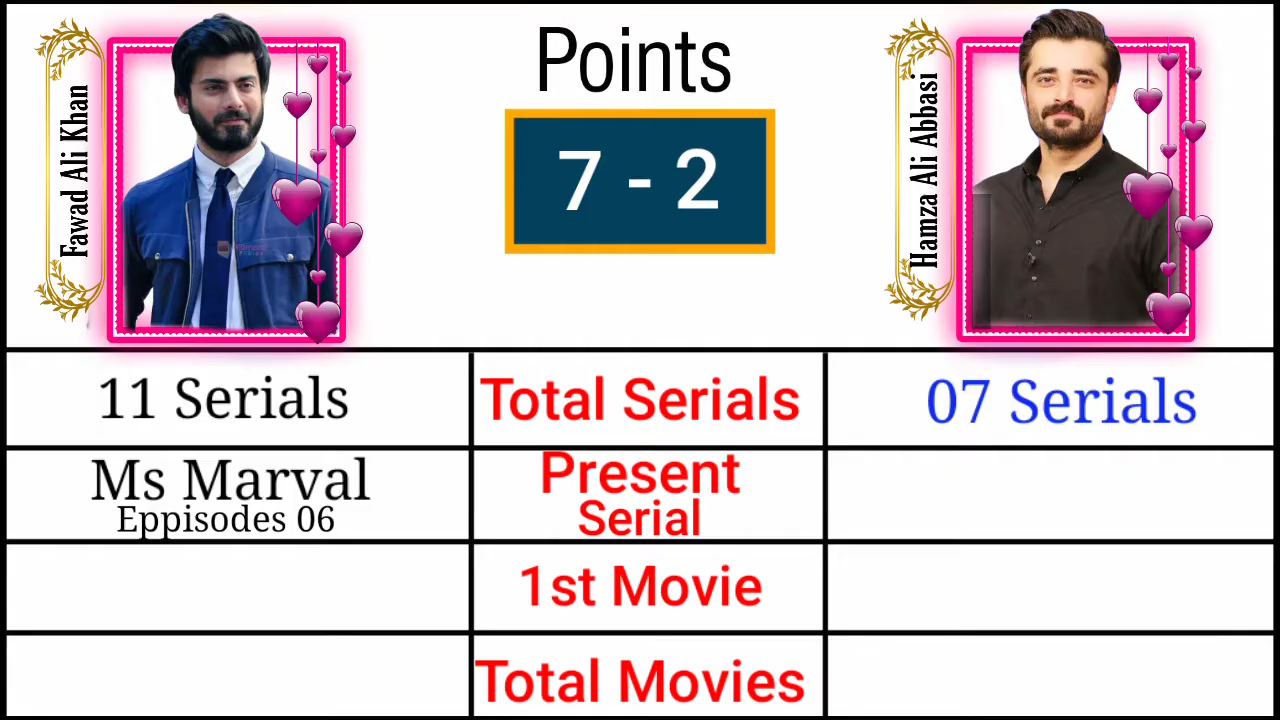 Fawad Ali Khan
Points
7 - 2
Hamza Ali Abbasi
11 Serials
Total Serials
07 Serials
Ms Marval
Eppisodes 06
Present
Serial
1st Movie
Total Movies